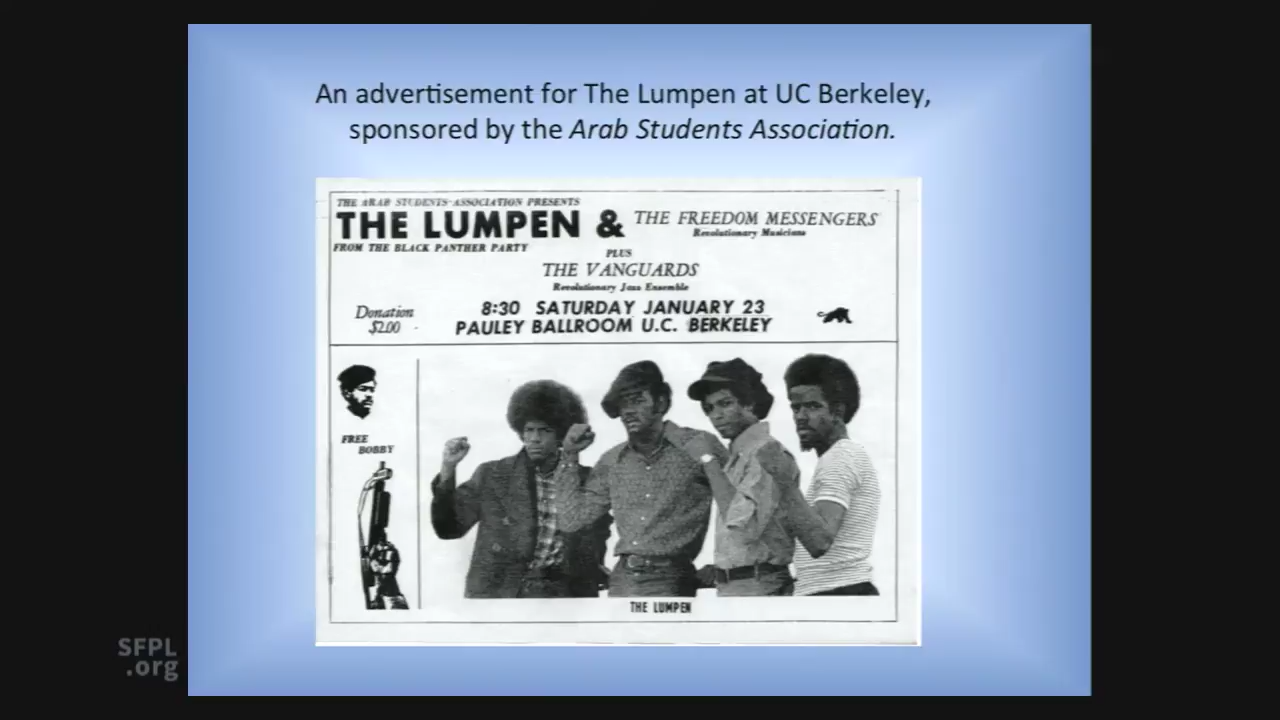 An advertisement for The Lumpen at UC Berkeley,
sponsored by the Arab Students Association.
THE ARAB STUDENTS-ASSOCIATION PRESENTS
THE LUMPEN & THE FREEDOM MESSENGERS
Revolutionary Musicians
FROM THE BLACK PANTHER PARTY
PLUS
THE VANGUARDS
Revolutionary Jazz Ensemble
Donation
$2.00
8:30 SATURDAY JANUARY 23
PAULEY BALLROOM U.C. BERKELEY
FREE
BOBBY
THE LUMPEN
SFPL
.org